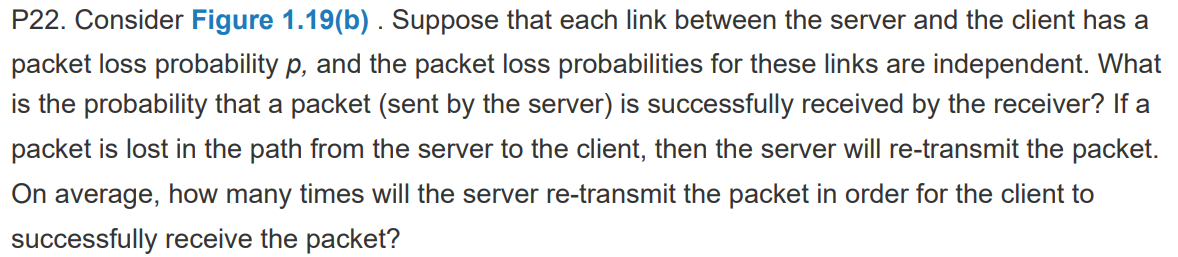 P22. Consider Figure 1.19(b) . Suppose that each link between the server and the client has a
packet loss probability p, and the packet loss probabilities for these links are independent. What
is the probability that a packet (sent by the server) is successfully received by the receiver? If a
packet is lost in the path from the server to the client, then the server will re-transmit the packet.
On average, how many times will the server re-transmit the packet in order for the client to
successfully receive the packet?